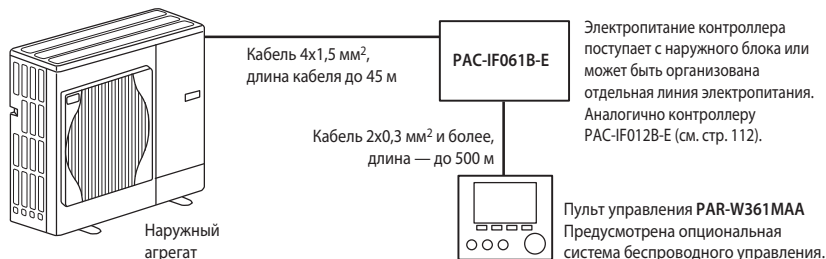 Кабель 4x1,5 мм²,
длина кабеля до 45 м
PAC-IF061B-E
Электропитание контроллера
поступает с наружного блока или
может быть организована
отдельная линия электропитания.
Аналогично контроллеру
PAC-IF012B-E (см. стр. 112).
Кабель 2x0,3 мм² и более,
длина — до 500 м
Наружный
агрегат
Пульт управления PAR-W361MAA
Предусмотрена опциональная
система беспроводного управления.